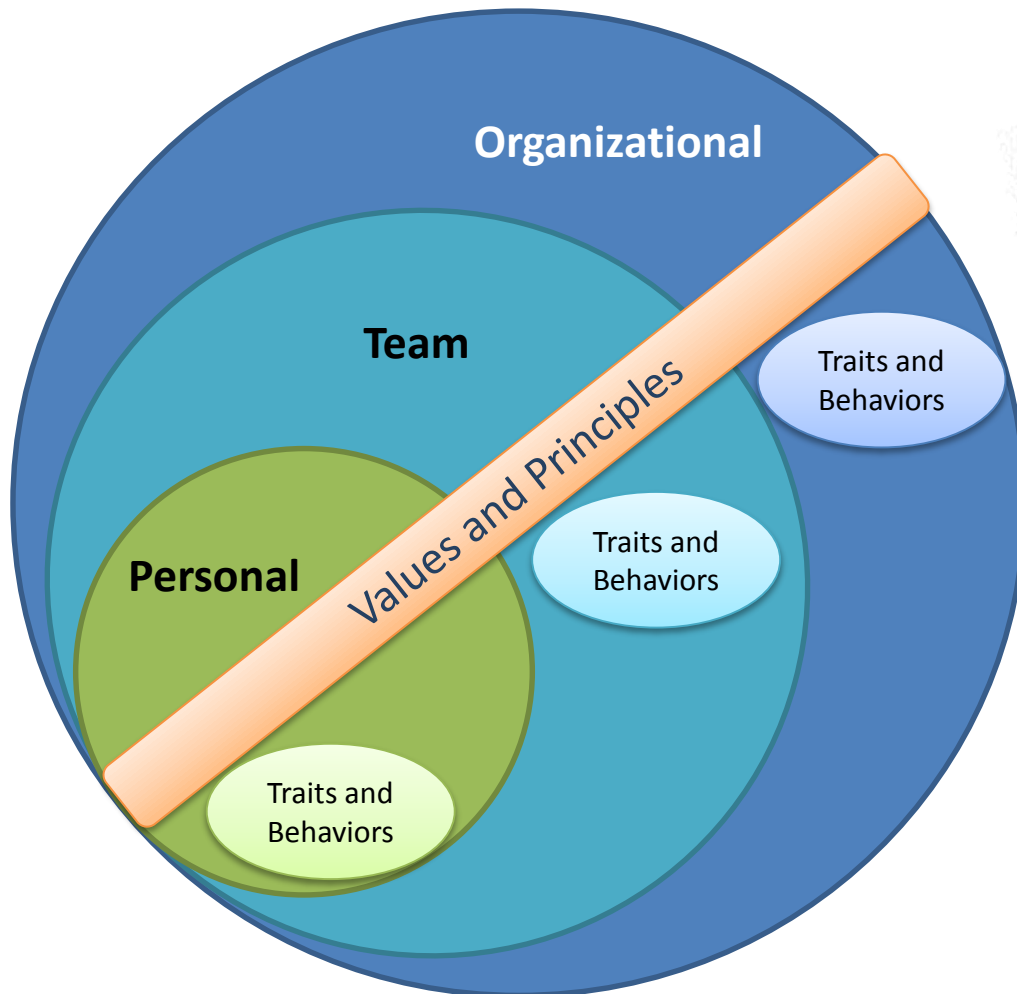 Organizational
Team
Traits and
Behaviors
Values and Principles
Traits and
Behaviors
Personal
Traits and
Behaviors